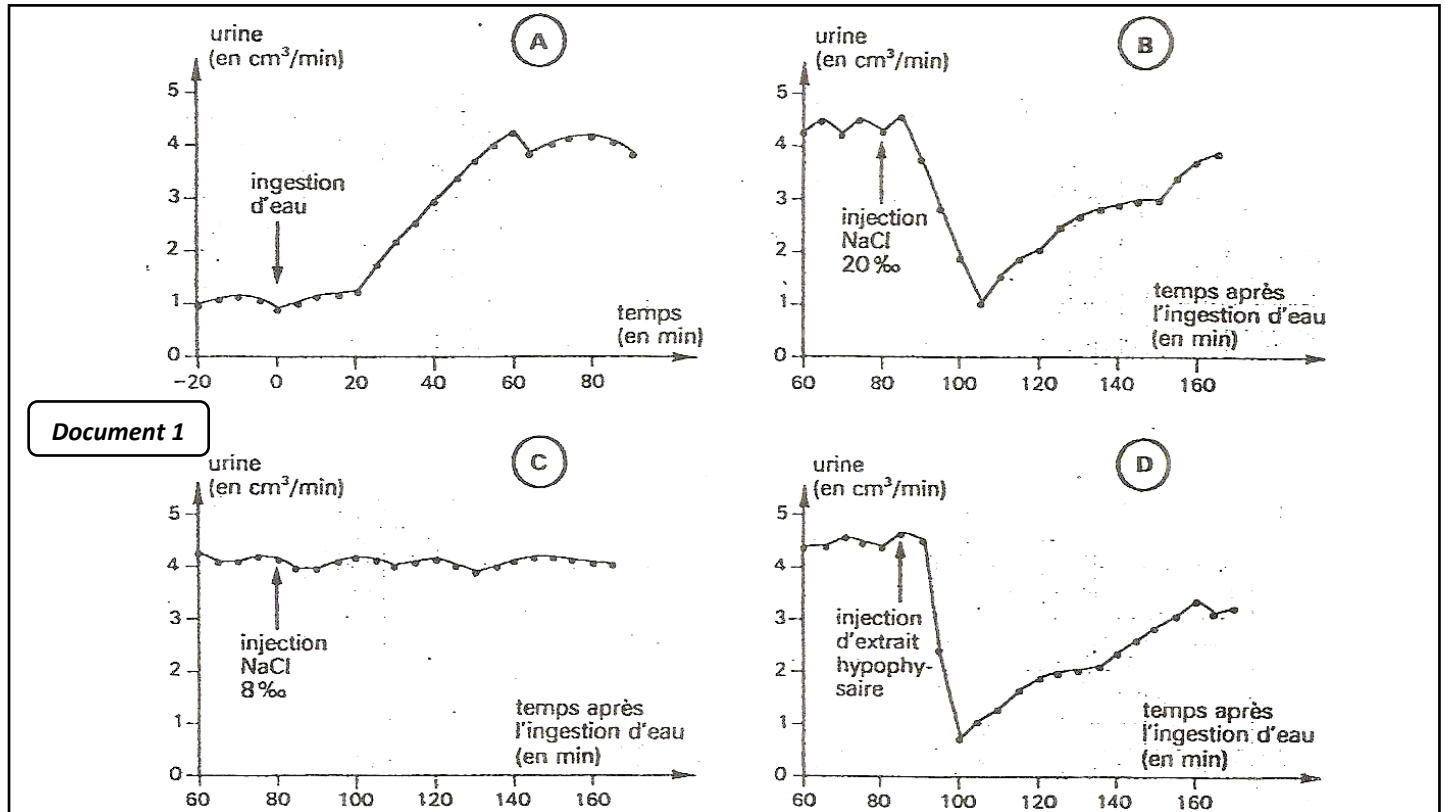 A
urine
(en cm³/min)
5
4
3
2
1
0
ingestion
d'eau
temps
(en min)
-20
0
20
40
60
80
B
urine
(en cm³/min)
5
4
3
2
1
0
injection
NaCl
20‰
temps après
l'ingestion d'eau
(en min)
60
80
100
120
140
160
Document 1
C
urine
(en cm³/min)
5
4
3
2
1
0
injection
NaCl
8‰
temps après
l'ingestion d'eau
(en min)
60
80
100
120
140
160
D
urine
(en cm³/min)
5
4
3
2
1
0
injection
d'extrait
hypophy-
saire
temps après
l'ingestion d'eau
(en min)
60
80
100
120
140
160